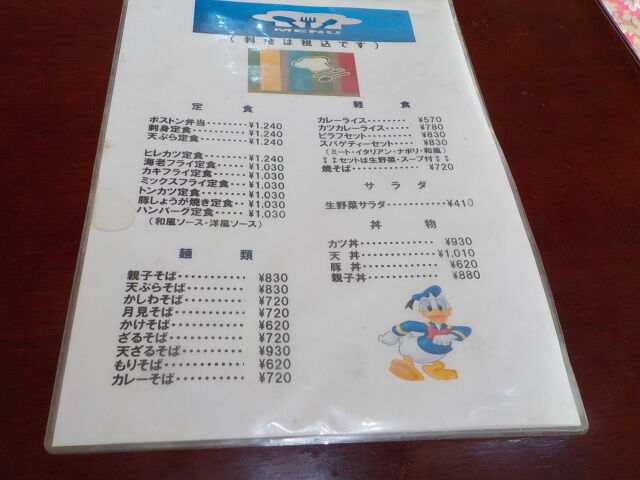 MENU
(料理は税込です)
定食
ボストン弁当・・・・・・・¥1,240
刺身定食・・・・・・・・・¥1,240
天ぷら定食・・・・・・・・¥1,240
ヒレカツ定食・・・・・・・¥1,240
海老フライ定食・・・・・・¥1,030
カキフライ定食・・・・・・¥1,030
ミックスフライ定食・・・・¥1,030
トンカツ定食・・・・・・・¥1,030
豚しょうが焼き定食・・・・¥1,030
ハンバーグ定食・・・・・・¥1,030
(和風ソース・洋風ソース)
麺類
親子そば・・・・・・・・・¥830
天ぷらそば・・・・・・・・¥830
かしわそば・・・・・・・・¥720
月見そば・・・・・・・・・¥720
かけそば・・・・・・・・・¥620
ざるそば・・・・・・・・・¥720
天ざるそば・・・・・・・・¥930
もりそば・・・・・・・・・¥620
カレーそば・・・・・・・・¥720
軽食
カレーライス・・・・・・・¥570
カツカレーライス・・・・・¥780
ピラフセット・・・・・・・¥830
スパゲティーセット・・・・¥830
(ミート・イタリアン・ナポリ・和風)
セットは生野菜・スープ付
焼そば・・・・・・・・・・¥720
サラダ
生野菜サラダ・・・・・・・¥410
丼物
カツ丼・・・・・・・・・・¥930
天丼・・・・・・・・・・・¥1,010
豚丼・・・・・・・・・・・¥620
親子丼・・・・・・・・・・¥880